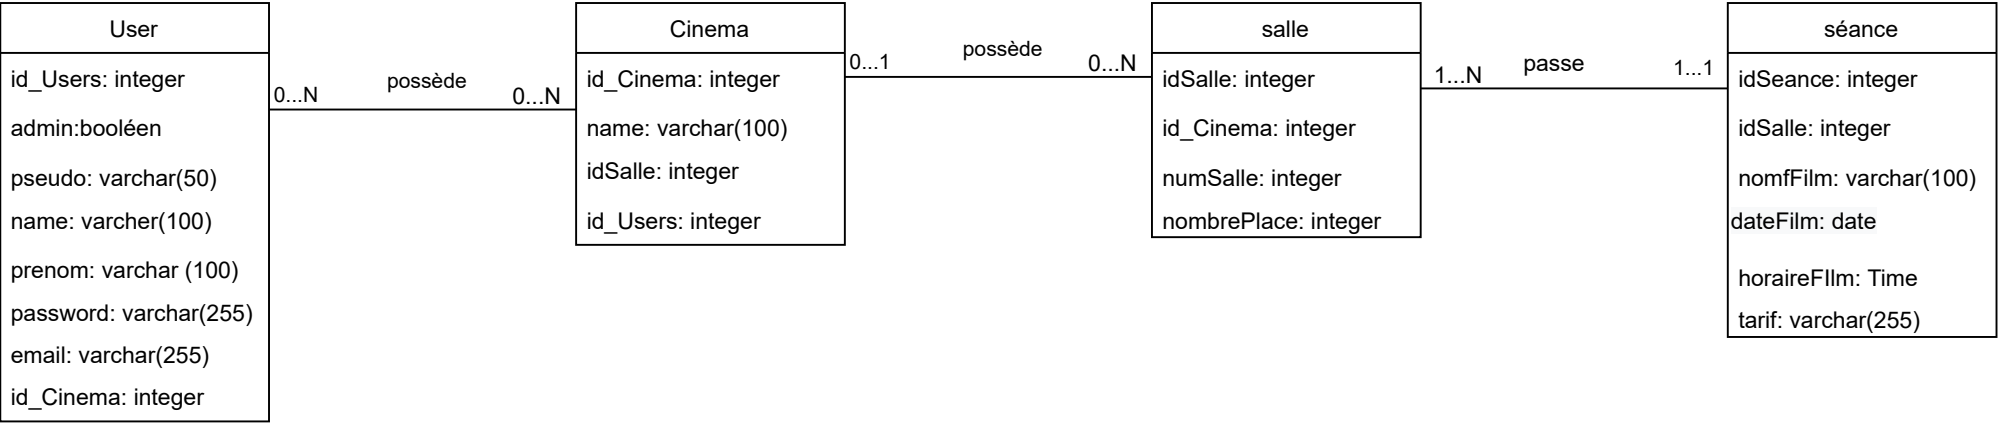 User
id_Users: integer
admin:booléen
pseudo: varchar(50)
name: varcher(100)
prenom: varchar (100)
password: varchar(255)
email: varchar(255)
id_Cinema: integer
0...N
possède
0...N
Cinema
id_Cinema: integer
name: varchar(100)
idSalle: integer
id_Users: integer
0...1
possède
0...N
salle
idSalle: integer
id_Cinema: integer
numSalle: integer
nombrePlace: integer
1...N
passe
1...1
séance
idSeance: integer
idSalle: integer
nomfFilm: varchar(100)
dateFilm: date
horaireFIlm: Time
tarif: varchar(255)